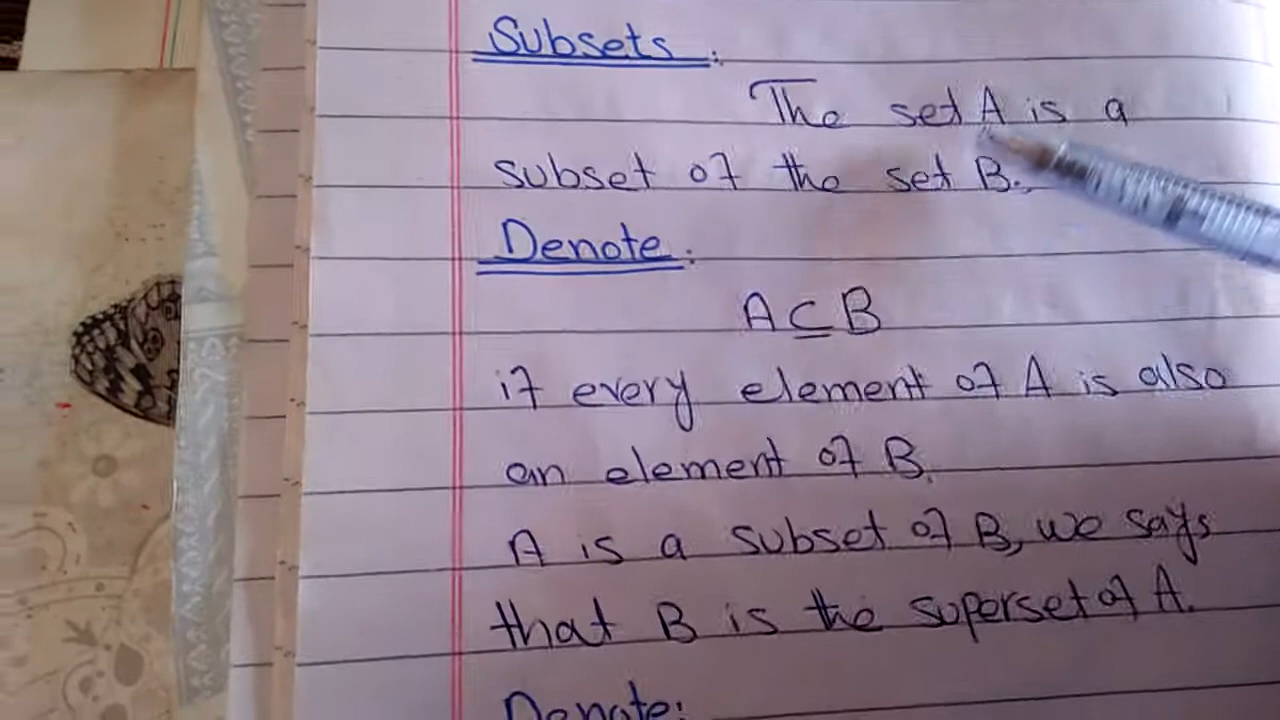 Subsets :
The set A is a
subset of the set B.
Denote :
A ⊆ B
if every element of A is also
an element of B.
A is a subset of B, we says
that B is the superset of A.
Denote: